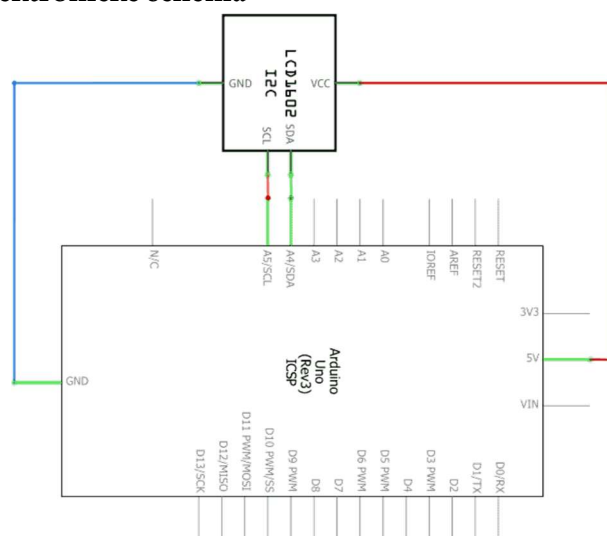 LCD1602
I2C
GND
VCC
SCL
SDA
N/C
A5/SCL
A4/SDA
A3
A2
A1
A0
IOREF
AREF
RESET2
RESET
3V3
5V
VIN
GND
Arduino
Uno
(Rev3)
ICSP
D13/SCK
D12/MISO
D11 PWM/MOSI
D10 PWM/SS
D9 PWM
D8
D7
D6 PWM
D5 PWM
D4
D3 PWM
D2
D1/TX
D0/RX